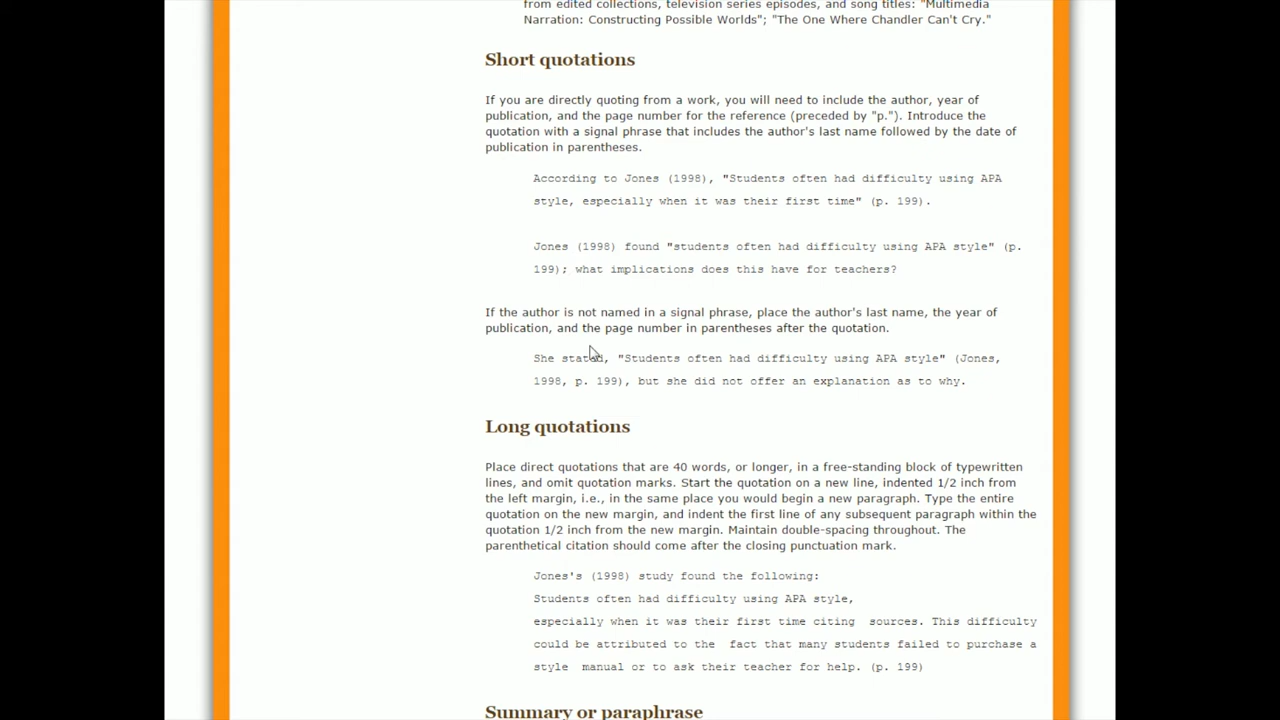 from edited collections, television series episodes, and song titles: "Multimedia
Narration: Constructing Possible Worlds"; "The One Where Chandler Can't Cry."
Short quotations
If you are directly quoting from a work, you will need to include the author, year of
publication, and the page number for the reference (preceded by "p."). Introduce the
quotation with a signal phrase that includes the author's last name followed by the date of
publication in parentheses.
According to Jones (1998), "Students often had difficulty using APA
style, especially when it was their first time" (p. 199).
Jones (1998) found "students often had difficulty using APA style" (p.
199); what implications does this have for teachers?
If the author is not named in a signal phrase, place the author's last name, the year of
publication, and the page number in parentheses after the quotation.
She stated, "Students often had difficulty using APA style" (Jones,
1998, p. 199), but she did not offer an explanation as to why.
Long quotations
Place direct quotations that are 40 words, or longer, in a free-standing block of typewritten
lines, and omit quotation marks. Start the quotation on a new line, indented 1/2 inch from
the left margin, i.e., in the same place you would begin a new paragraph. Type the entire
quotation on the new margin, and indent the first line of any subsequent paragraph within the
quotation 1/2 inch from the new margin. Maintain double-spacing throughout. The
parenthetical citation should come after the closing punctuation mark.
Jones's (1998) study found the following:
Students often had difficulty using APA style,
especially when it was their first time citing sources. This difficulty
could be attributed to the fact that many students failed to purchase a
style manual or to ask their teacher for help. (p. 199)
Summary or paraphrase